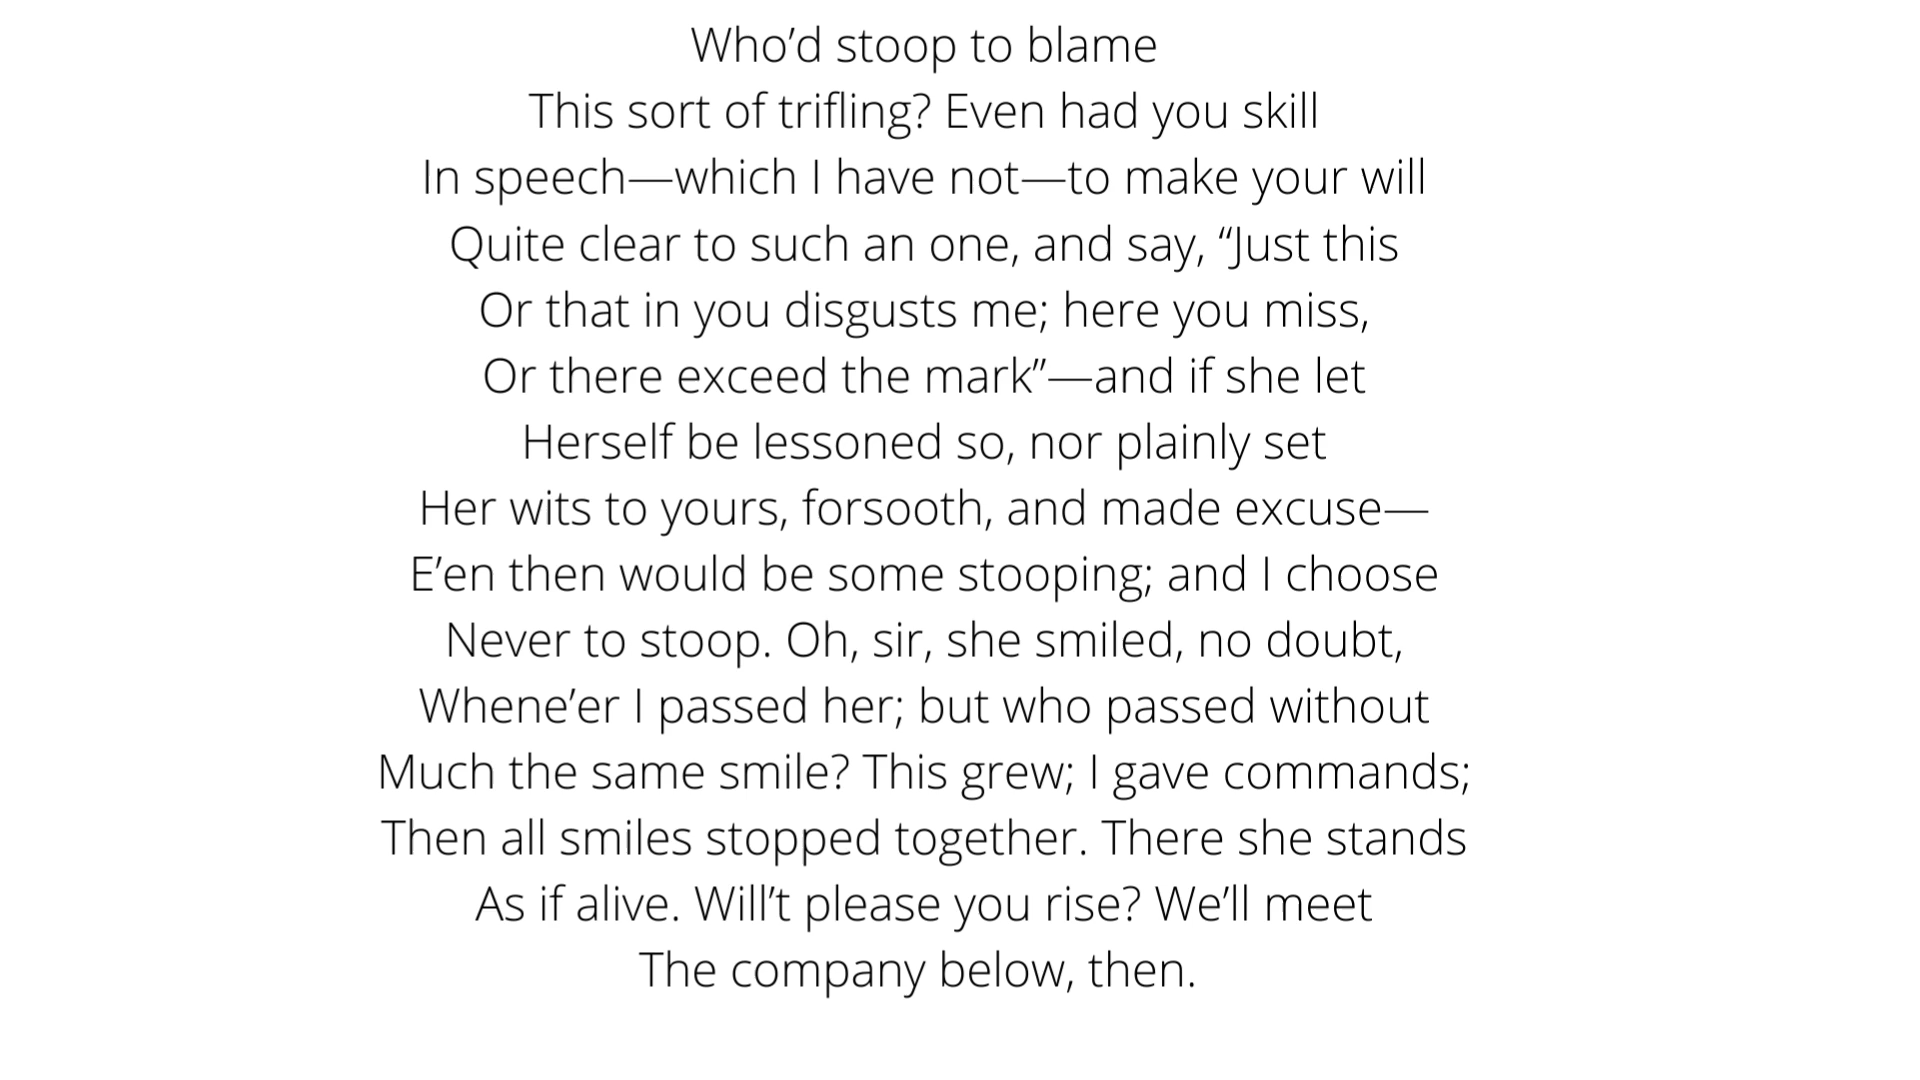 Who’d stoop to blame
This sort of trifling? Even had you skill
In speech—which I have not—to make your will
Quite clear to such an one, and say, “Just this
Or that in you disgusts me; here you miss,
Or there exceed the mark”—and if she let
Herself be lessoned so, nor plainly set
Her wits to yours, forsooth, and made excuse—
E’en then would be some stooping; and I choose
Never to stoop. Oh, sir, she smiled, no doubt,
Whene’er I passed her; but who passed without
Much the same smile? This grew; I gave commands;
Then all smiles stopped together. There she stands
As if alive. Will’t please you rise? We’ll meet
The company below, then.